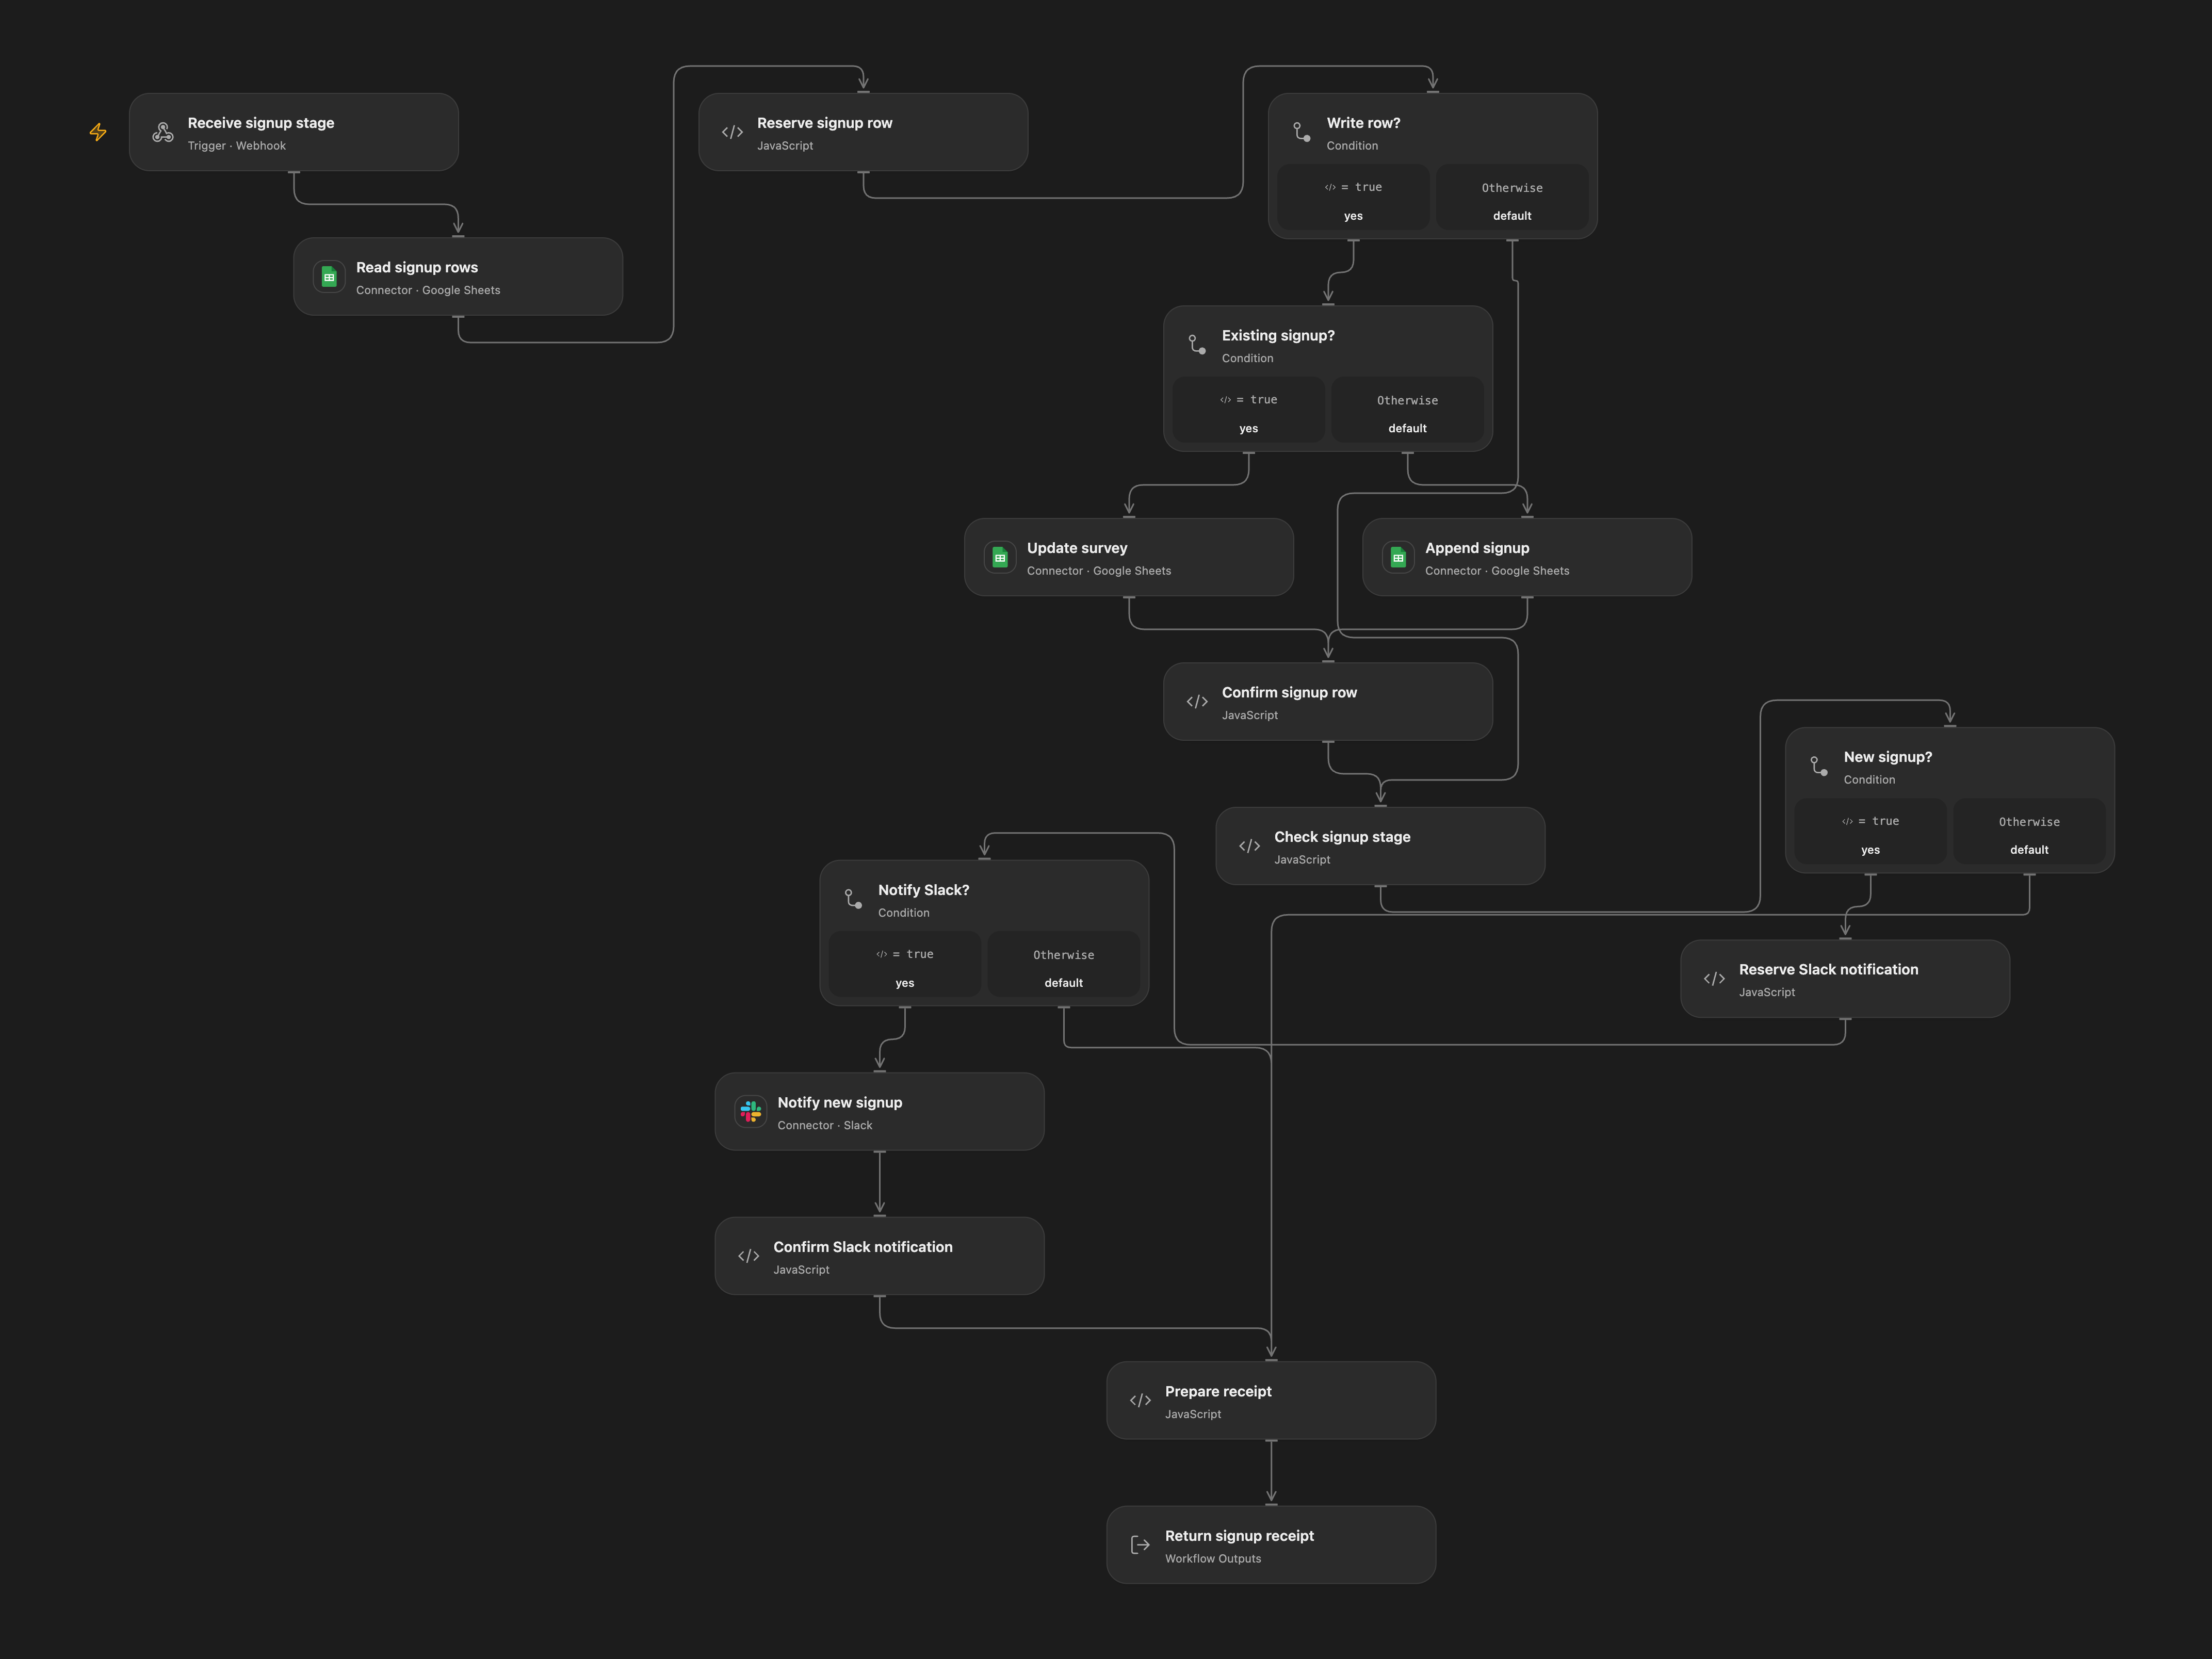 Receive signup stage
Trigger · Webhook
Read signup rows
Connector · Google Sheets
Reserve signup row
JavaScript
Write row?
Condition
</> = true
yes
Otherwise
default
Existing signup?
Condition
</> = true
yes
Otherwise
default
Update survey
Connector · Google Sheets
Append signup
Connector · Google Sheets
Confirm signup row
JavaScript
Check signup stage
JavaScript
New signup?
Condition
</> = true
yes
Otherwise
default
Reserve Slack notification
JavaScript
Notify Slack?
Condition
</> = true
yes
Otherwise
default
Notify new signup
Connector · Slack
Confirm Slack notification
JavaScript
Prepare receipt
JavaScript
Return signup receipt
Workflow Outputs